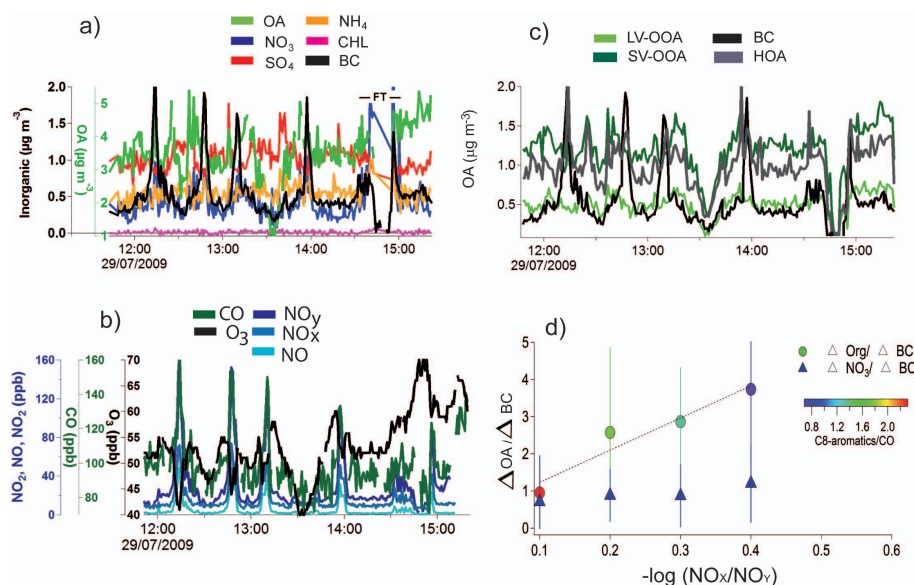 a)
OA
NO₃
SO₄
NH₄
CHL
BC
Inorganic (µg m⁻³)
OA (µg m⁻³)
2.0
1.5
1.0
0.5
0.0
5
4
3
2
1
FT
12:00 13:00 14:00 15:00
29/07/2009
c)
LV-OOA
SV-OOA
BC
HOA
OA (µg m⁻³)
2.0
1.5
1.0
0.5
12:00 13:00 14:00 15:00
29/07/2009
b)
CO
O₃
NOy
NOx
NO
NO₂, NO, NO₂ (ppb)
CO (ppb)
O₃ (ppb)
160
120
80
40
0
160
140
120
100
80
70
65
60
55
50
45
40
12:00 13:00 14:00 15:00
29/07/2009
d)
△ Org/ △ BC
△ NO₃/ △ BC
0.8 1.2 1.6 2.0
C8-aromatics/CO
Δ OA / Δ BC
5
4
3
2
1
0
0.1 0.2 0.3 0.4 0.5 0.6
-log (NOX/NOY)